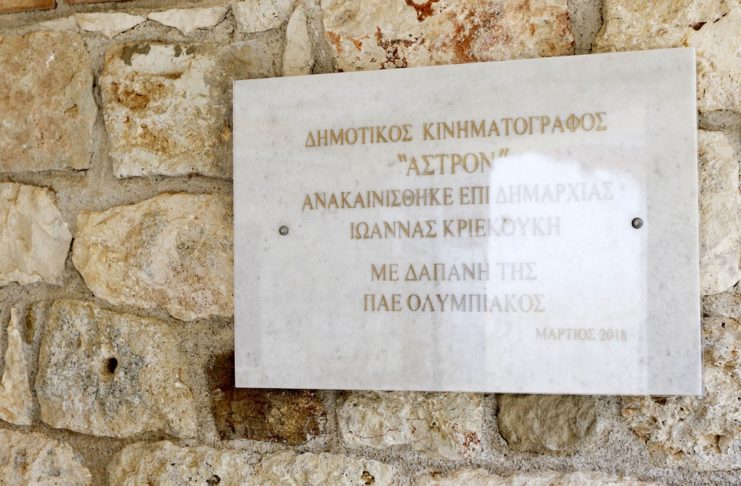 ΔΗΜΟΤΙΚΟΣ ΚΙΝΗΜΑΤΟΓΡΑΦΟΣ
"ΑΣΤΡΟΝ"
ΑΝΑΚΑΙΝΙΣΘΗΚΕ ΕΠΙ ΔΗΜΑΡΧΙΑΣ
ΙΩΑΝΝΑΣ ΚΡΙΕΚΟΥΚΗ
ΜΕ ΔΑΠΑΝΗ ΤΗΣ
ΠΑΕ ΟΛΥΜΠΙΑΚΟΣ
ΜΑΡΤΙΟΣ 2018